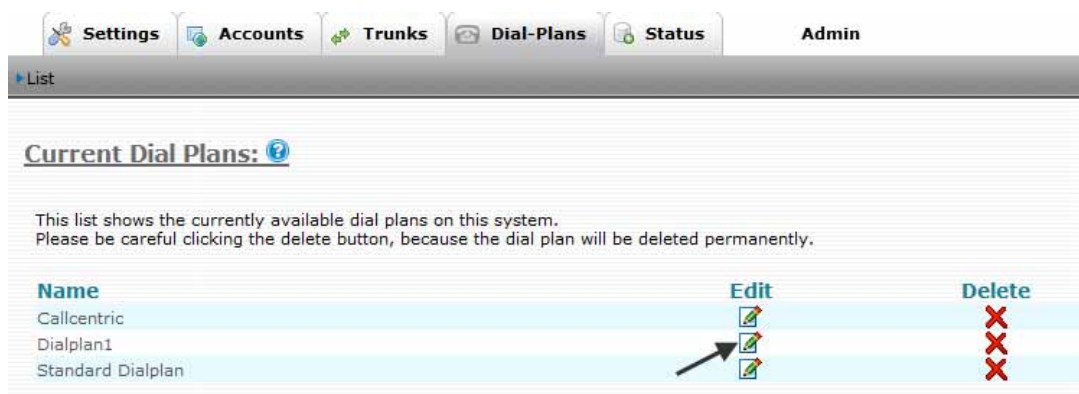 Settings Accounts Trunks Dial-Plans Status Admin
List
Current Dial Plans:
This list shows the currently available dial plans on this system.
Please be careful clicking the delete button, because the dial plan will be deleted permanently.
Name Edit Delete
Callcentric
Dialplan1
Standard Dialplan